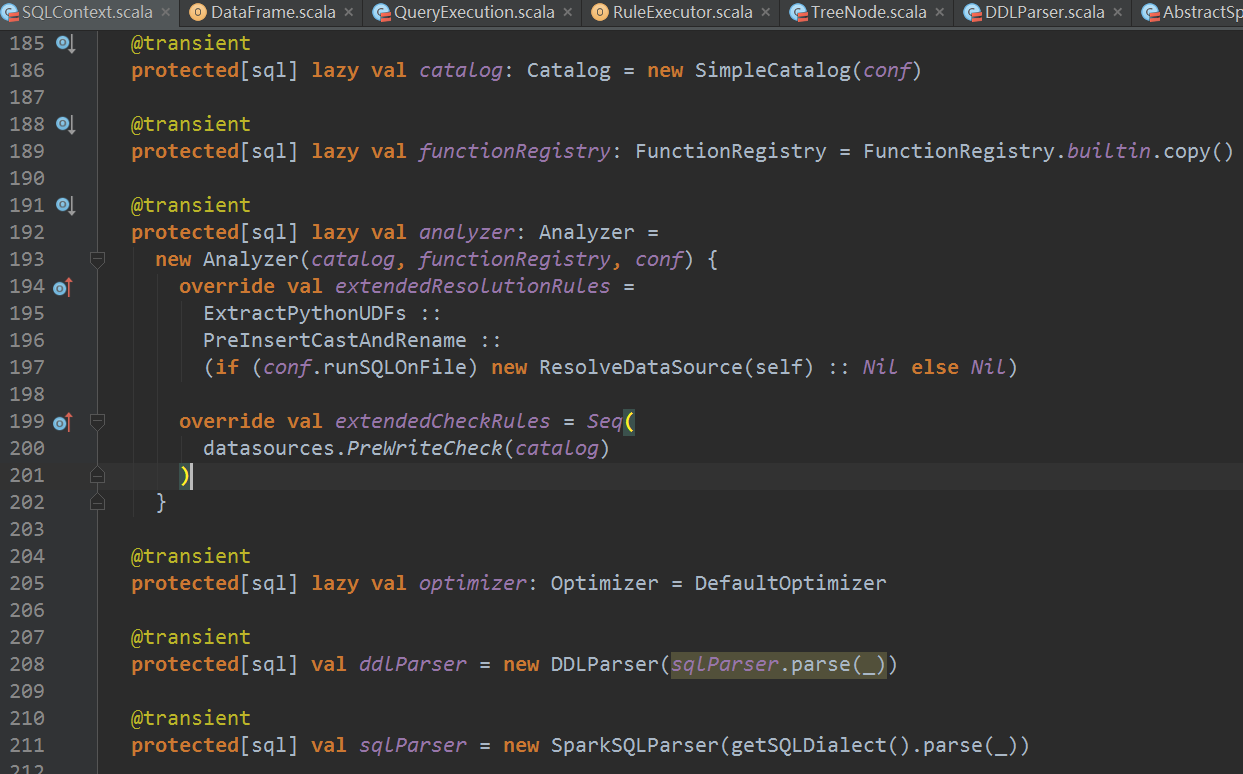 SQLContext.scala × DataFrame.scala × QueryExecution.scala × RuleExecutor.scala × TreeNode.scala × DDLParser.scala × AbstractSp
185 @transient
186 protected[sql] lazy val catalog: Catalog = new SimpleCatalog(conf)
187
188 @transient
189 protected[sql] lazy val functionRegistry: FunctionRegistry = FunctionRegistry.builtin.copy()
190
191 @transient
192 protected[sql] lazy val analyzer: Analyzer =
193 new Analyzer(catalog, functionRegistry, conf) {
194 override val extendedResolutionRules =
195 ExtractPythonUDFs ::
196 PreInsertCastAndRename ::
197 (if (conf.runSQLOnFile) new ResolveDataSource(self) :: Nil else Nil)
198
199 override val extendedCheckRules = Seq(
200 datasources.PreWriteCheck(catalog)
201 )
202 }
203
204 @transient
205 protected[sql] lazy val optimizer: Optimizer = DefaultOptimizer
206
207 @transient
208 protected[sql] val ddlParser = new DDLParser(sqlParser.parse(_))
209
210 @transient
211 protected[sql] val sqlParser = new SparkSQLParser(getSQLDialect().parse(_))
212